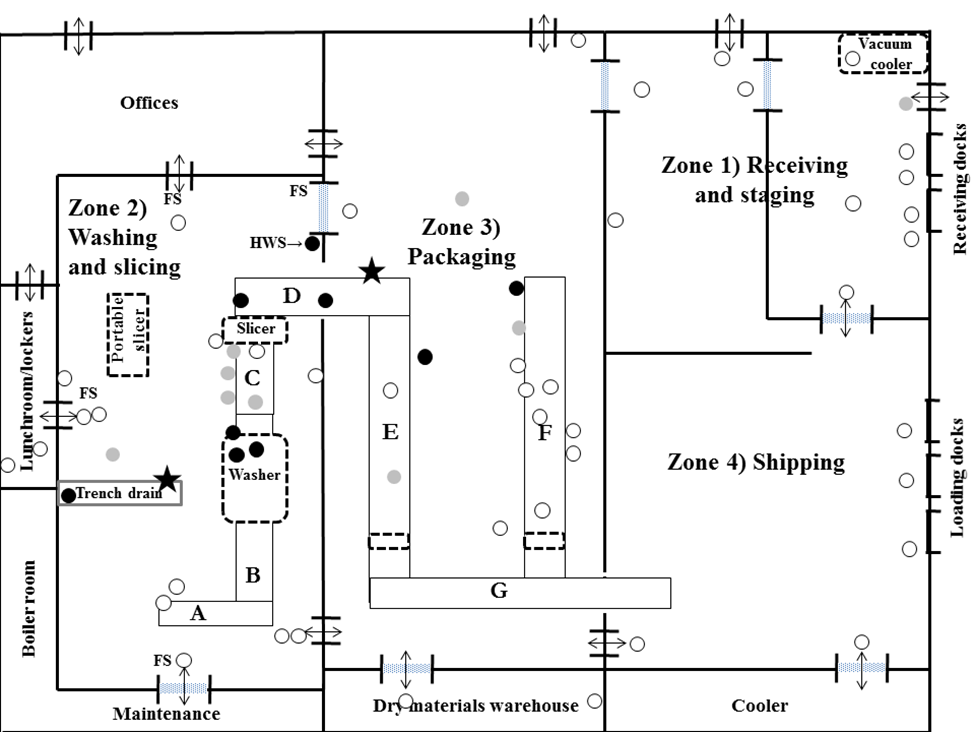 Vacuum
cooler
Offices
Receiving docks
Zone 1) Receiving
and staging
FS
FS
Zone 2)
Washing
and slicing
Zone 3)
Packaging
HWS→
D
Portable
slicer
Slicer
Lunchroom/lockers
C
FS
E
F
Zone 4) Shipping
Loading docks
Washer
Trench drain
B
G
A
Boiler room
FS
Maintenance
Dry materials warehouse
Cooler